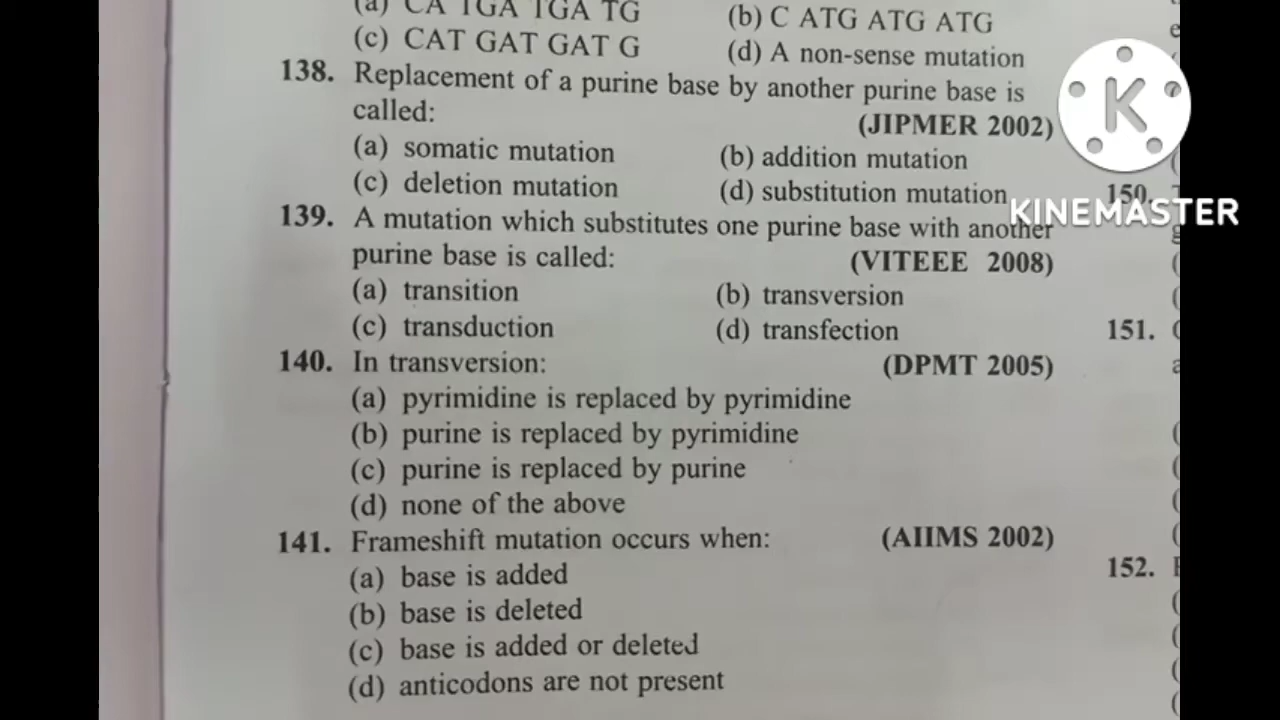 (a) CA TGA TGA TG (b) C ATG ATG ATG
(c) CAT GAT GAT G (d) A non-sense mutation
138. Replacement of a purine base by another purine base is
called: (JIPMER 2002)
(a) somatic mutation (b) addition mutation
(c) deletion mutation (d) substitution mutation
139. A mutation which substitutes one purine base with another
purine base is called: (VITEEE 2008)
(a) transition (b) transversion
(c) transduction (d) transfection
140. In transversion: (DPMT 2005)
(a) pyrimidine is replaced by pyrimidine
(b) purine is replaced by pyrimidine
(c) purine is replaced by purine
(d) none of the above
141. Frameshift mutation occurs when: (AIIMS 2002)
(a) base is added
(b) base is deleted
(c) base is added or deleted
(d) anticodons are not present
150.
151.
152.
K
KINEMASTER